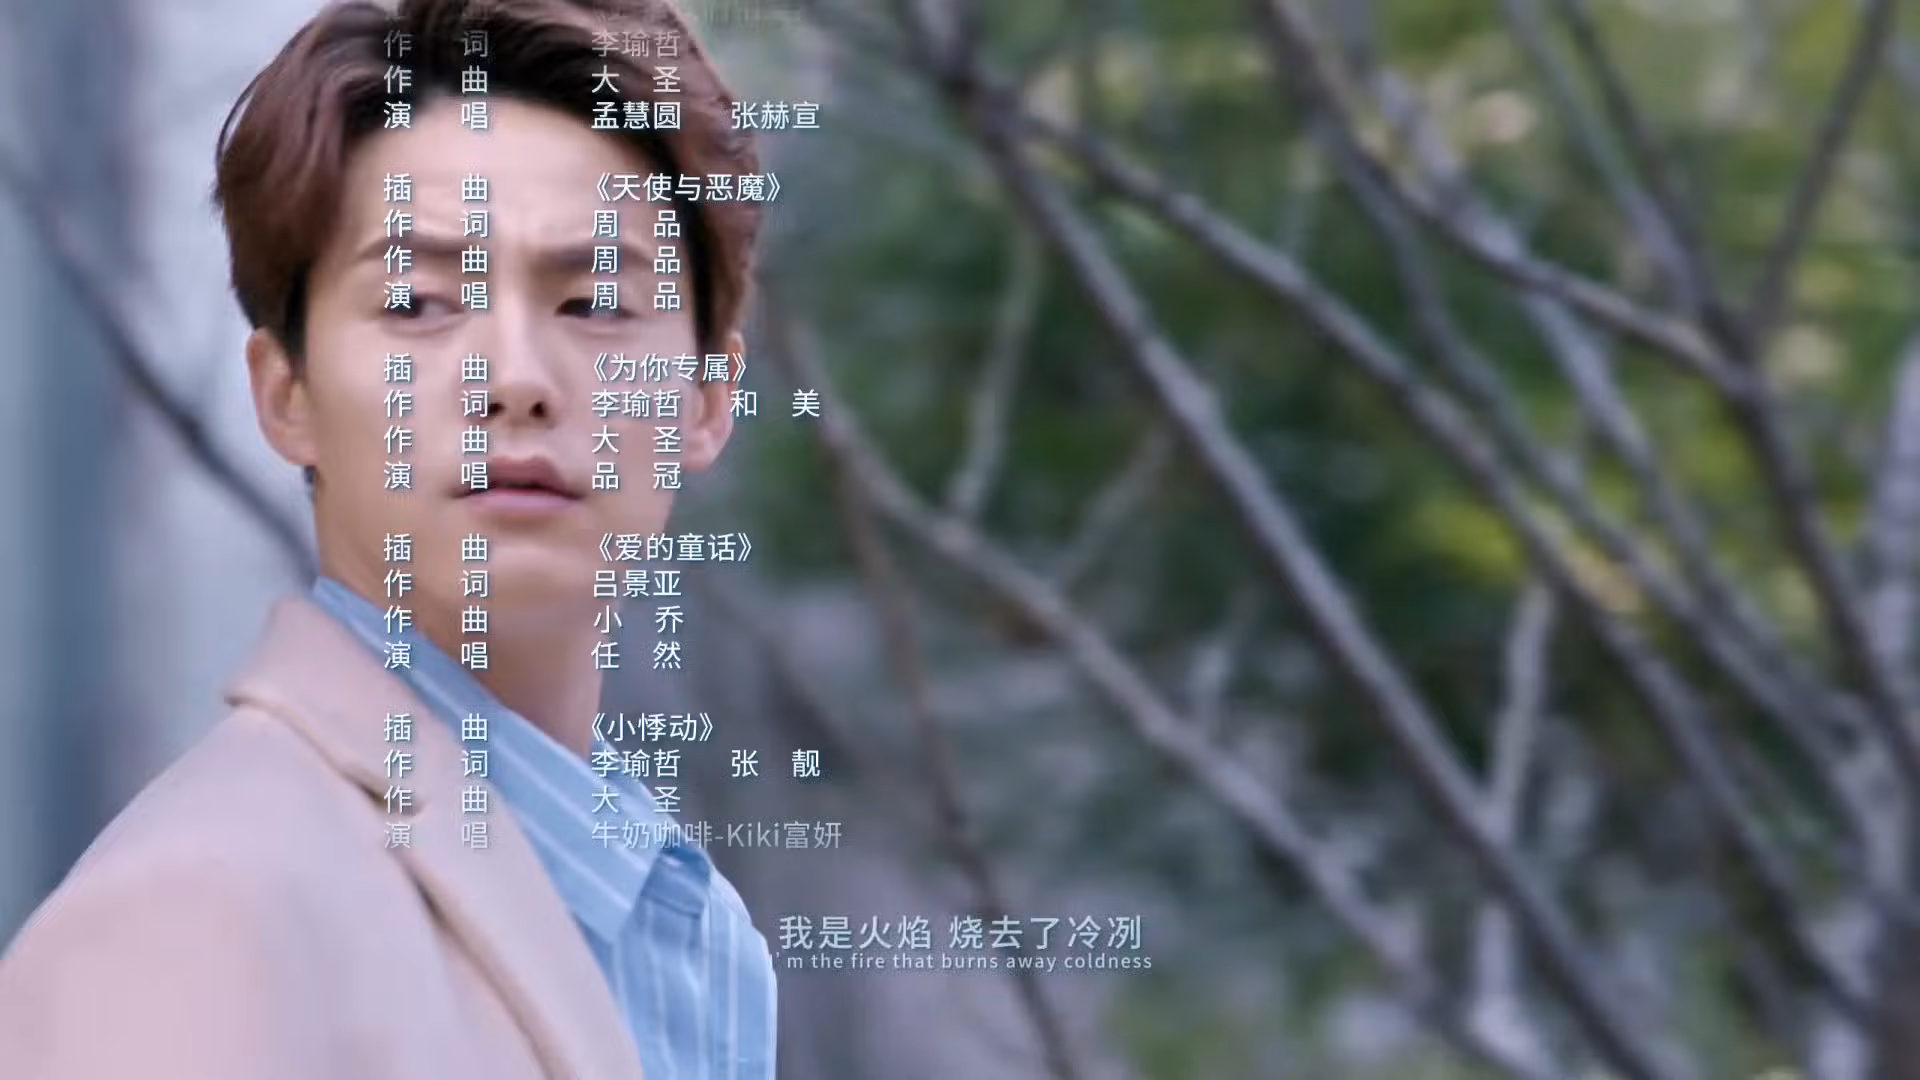 作 词 李瑜哲
作 曲 大 圣
演 唱 孟慧圆 张赫宣
插 曲 《天使与恶魔》
作 词 周 品
作 曲 周 品
演 唱 周 品
插 曲 《为你专属》
作 词 李瑜哲 和 美
作 曲 大 圣
演 唱 品 冠
插 曲 《爱的童话》
作 词 吕景亚
作 曲 小 乔
演 唱 任 然
插 曲 《小悸动》
作 词 李瑜哲 张 靓
作 曲 大 圣
演 唱 牛奶咖啡-Kiki富妍
我是火焰 烧去了冷冽
I'm the fire that burns away coldness